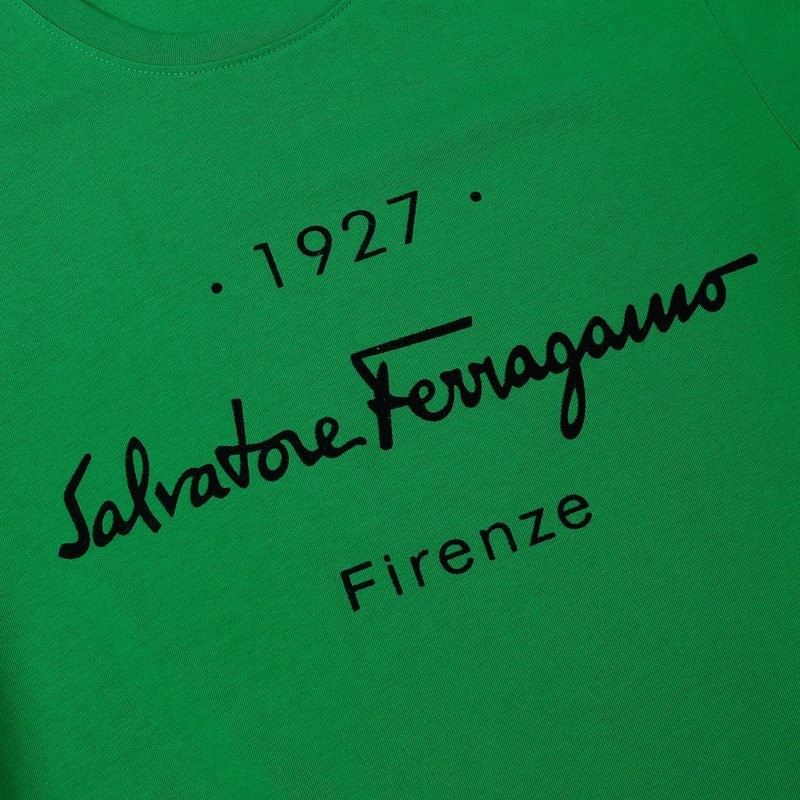 · 1927 ·
Salvatore Ferragamo
Firenze